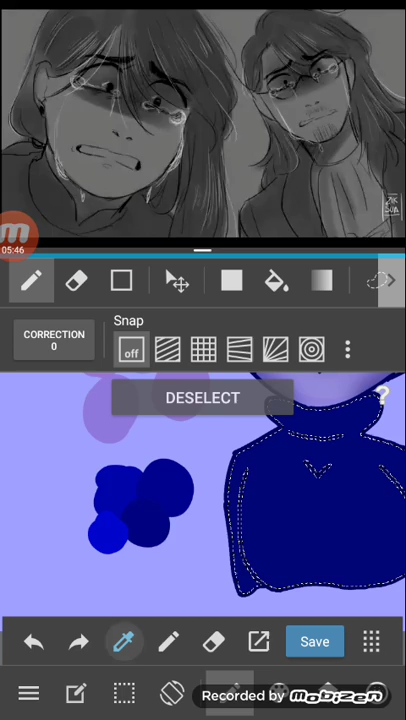 05:46
CORRECTION
0
Snap
off
DESELECT
?
Save
Recorded by MOBIZEN